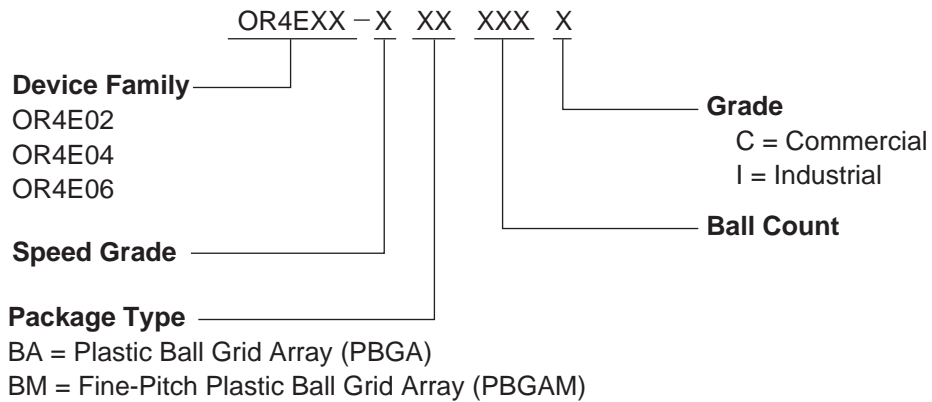 OR4EXX – X XX XXX X
Device Family
OR4E02
OR4E04
OR4E06
Speed Grade
Package Type
BA = Plastic Ball Grid Array (PBGA)
BM = Fine-Pitch Plastic Ball Grid Array (PBGAM)
Grade
C = Commercial
I = Industrial
Ball Count